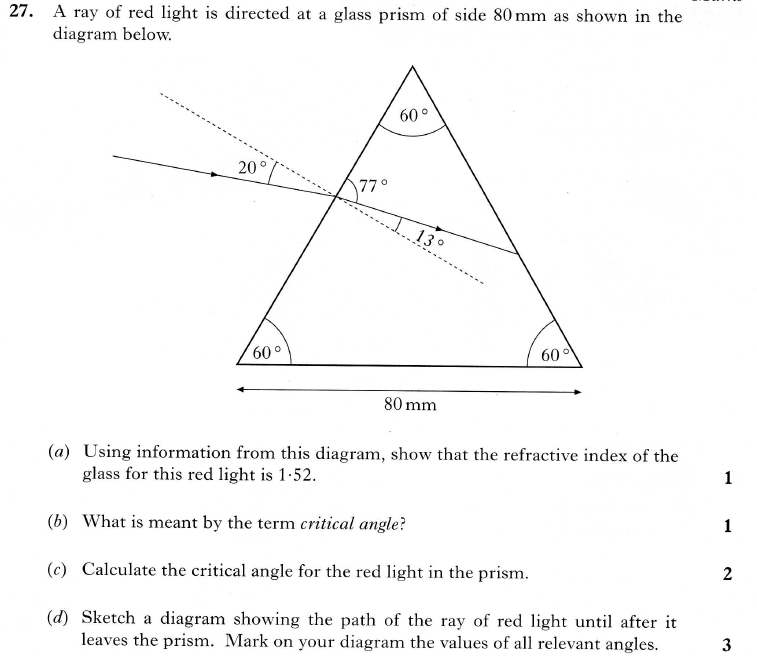 27. A ray of red light is directed at a glass prism of side 80 mm as shown in the
diagram below.
60°
20°
77°
13°
60°
60°
80 mm
(a) Using information from this diagram, show that the refractive index of the
glass for this red light is 1·52.
1
(b) What is meant by the term critical angle?
1
(c) Calculate the critical angle for the red light in the prism.
2
(d) Sketch a diagram showing the path of the ray of red light until after it
leaves the prism. Mark on your diagram the values of all relevant angles.
3